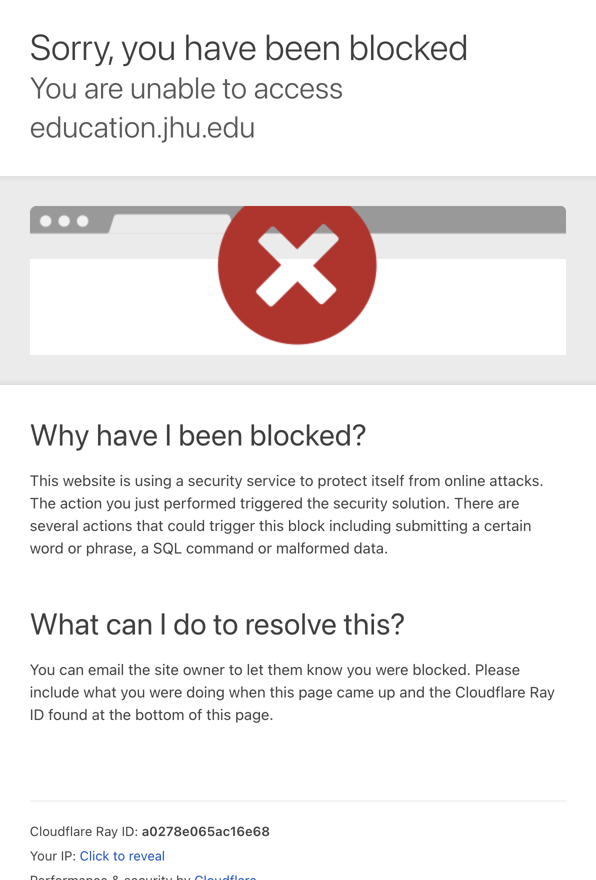 Sorry, you have been blocked
You are unable to access
education.jhu.edu
Why have I been blocked?
This website is using a security service to protect itself from online attacks.
The action you just performed triggered the security solution. There are
several actions that could trigger this block including submitting a certain
word or phrase, a SQL command or malformed data.
What can I do to resolve this?
You can email the site owner to let them know you were blocked. Please
include what you were doing when this page came up and the Cloudflare Ray
ID found at the bottom of this page.
Cloudflare Ray ID: a0278e065ac16e68
Your IP: Click to reveal
Performance & security by Cloudflare